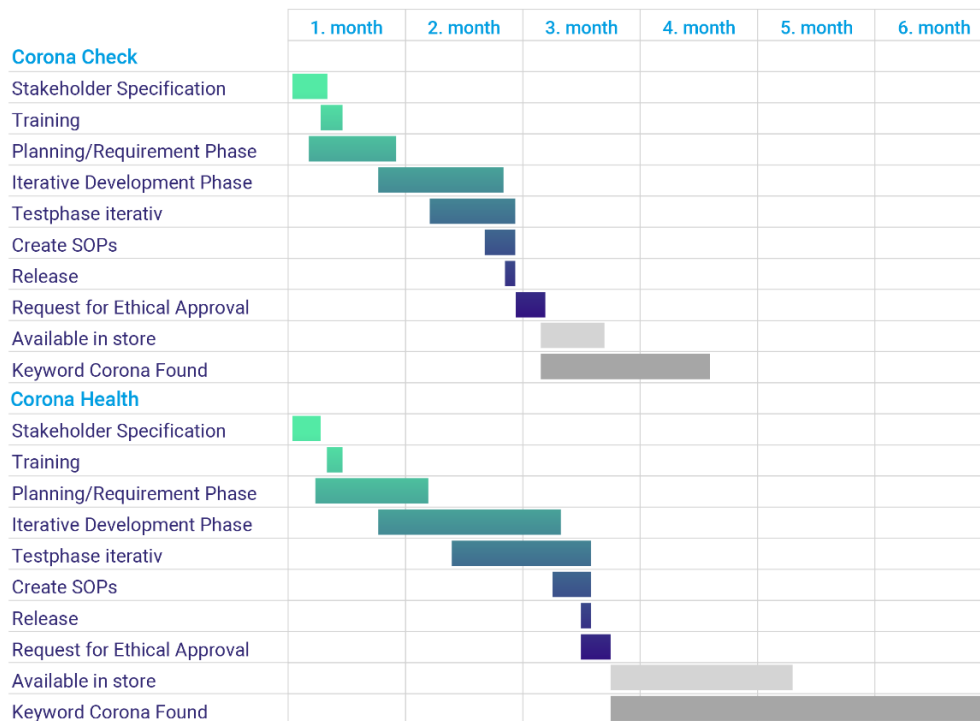 1. month 2. month 3. month 4. month 5. month 6. month
Corona Check
Stakeholder Specification
Training
Planning/Requirement Phase
Iterative Development Phase
Testphase iterativ
Create SOPs
Release
Request for Ethical Approval
Available in store
Keyword Corona Found
Corona Health
Stakeholder Specification
Training
Planning/Requirement Phase
Iterative Development Phase
Testphase iterativ
Create SOPs
Release
Request for Ethical Approval
Available in store
Keyword Corona Found